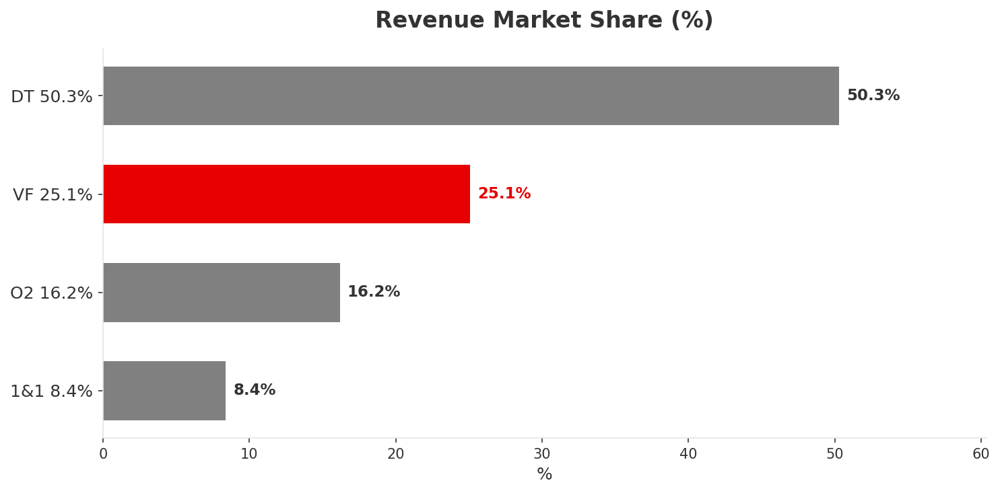 Revenue Market Share (%)
DT 50.3%
50.3%
VF 25.1%
25.1%
O2 16.2%
16.2%
1&1 8.4%
8.4%
0 10 20 30 40 50 60
%